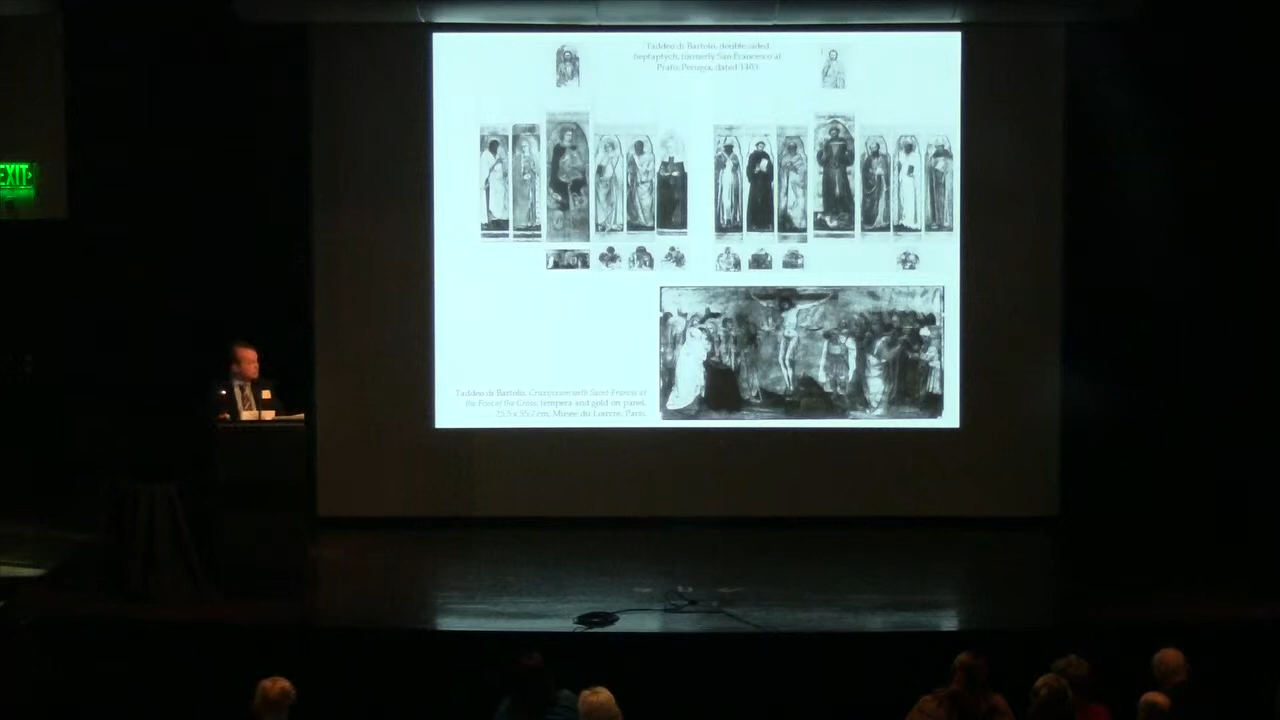 EXIT
Taddeo di Bartolo, double-sided
heptaptych, formerly San Francesco al
Prato, Perugia, dated 1403.
Taddeo di Bartolo, Crucifixion with Saint Francis at
the Foot of the Cross, tempera and gold on panel,
cm, Musée du Louvre, Paris.